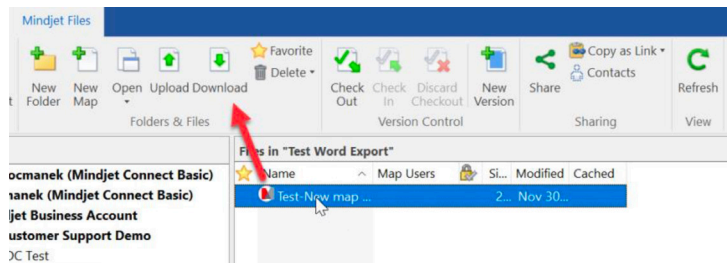 Mindjet Files
New Folder
New Map
Open
Upload
Download
Favorite
Delete
Folders & Files
Check Out
Check In
Discard Checkout
New Version
Version Control
Share
Copy as Link
Contacts
Sharing
Refresh
View
ocmanek (Mindjet Connect Basic)
nanek (Mindjet Connect Basic)
jet Business Account
ustomer Support Demo
OC Test
Files in "Test Word Export"
Name Map Users Si... Modified Cached
Test-New map ... 2... Nov 30...